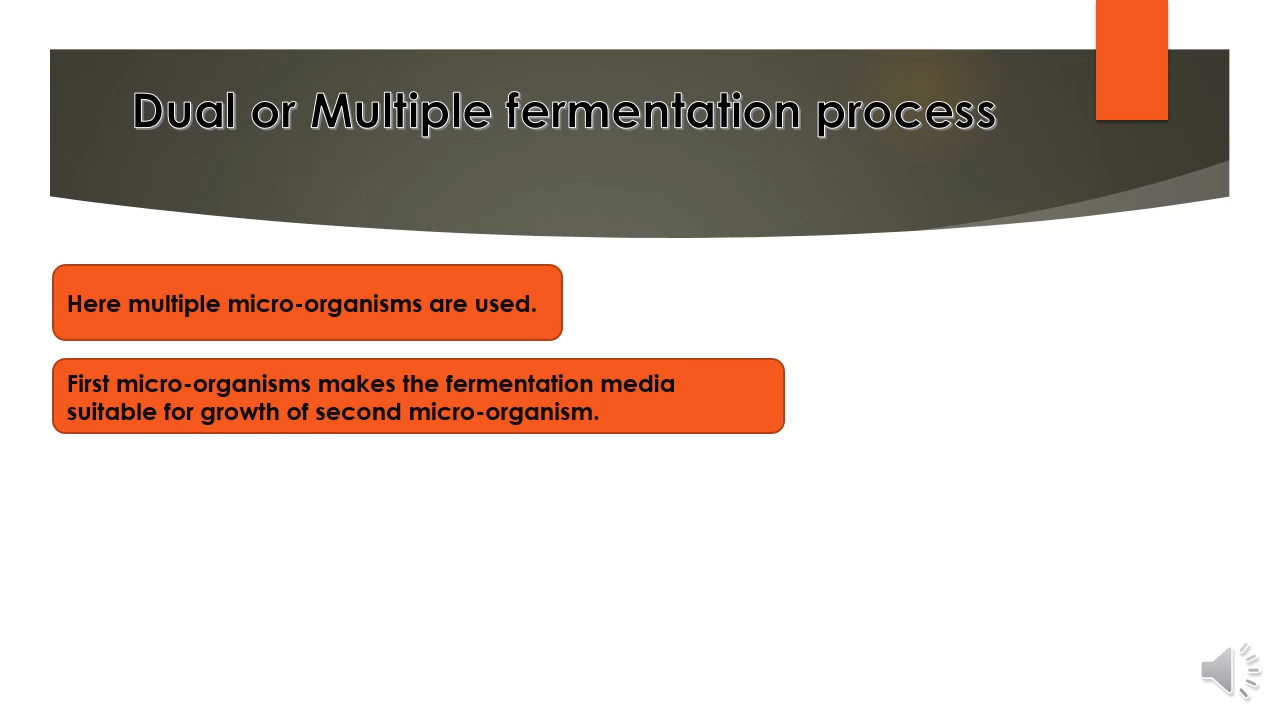 Dual or Multiple fermentation process
Here multiple micro-organisms are used.
First micro-organisms makes the fermentation media
suitable for growth of second micro-organism.